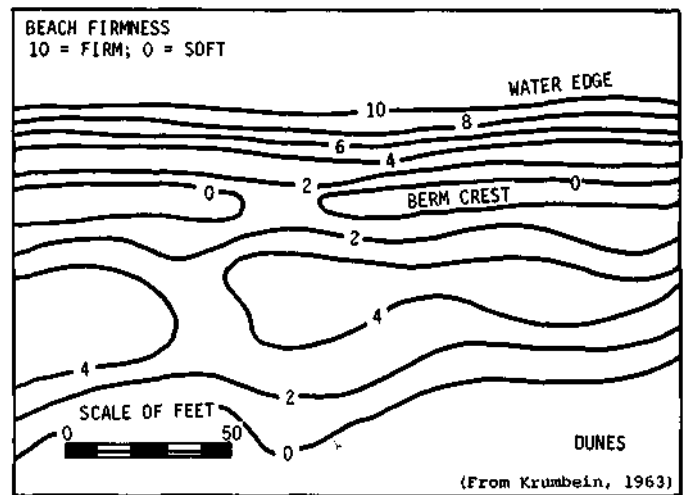 BEACH FIRMNESS
10 = FIRM; 0 = SOFT
WATER EDGE
10
8
6
4
2
0
0
BERM CREST
2
4
4
2
SCALE OF FEET
0
50
0
DUNES
(From Krumbein, 1963)